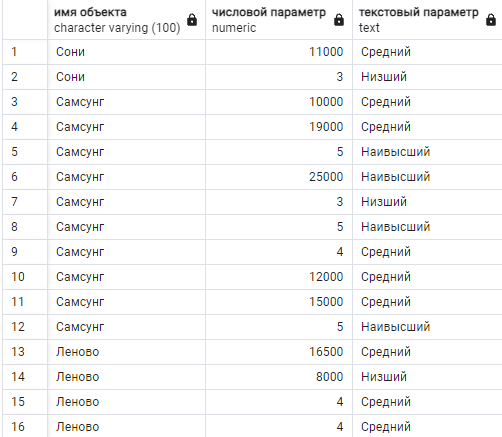 имя объекта числовой параметр текстовый параметр
character varying (100) numeric text
1 Сони 11000 Средний
2 Сони 3 Низший
3 Самсунг 10000 Средний
4 Самсунг 19000 Средний
5 Самсунг 5 Наивысший
6 Самсунг 25000 Наивысший
7 Самсунг 3 Низший
8 Самсунг 5 Наивысший
9 Самсунг 4 Средний
10 Самсунг 12000 Средний
11 Самсунг 15000 Средний
12 Самсунг 5 Наивысший
13 Леново 16500 Средний
14 Леново 8000 Низший
15 Леново 4 Средний
16 Леново 4 Средний